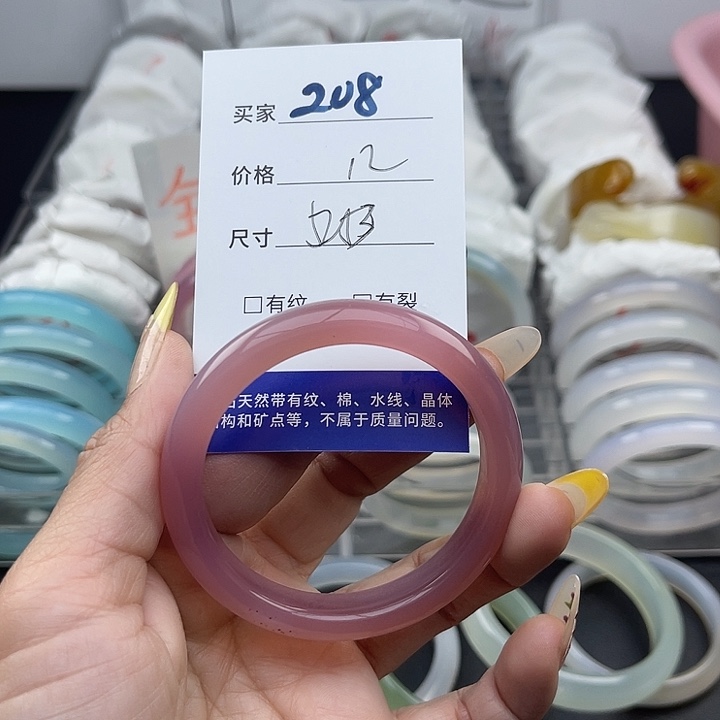 买家 208
价格 12
尺寸
□有纹 □有裂
天然带有纹、棉、水线、晶体
构和矿点等，不属于质量问题。